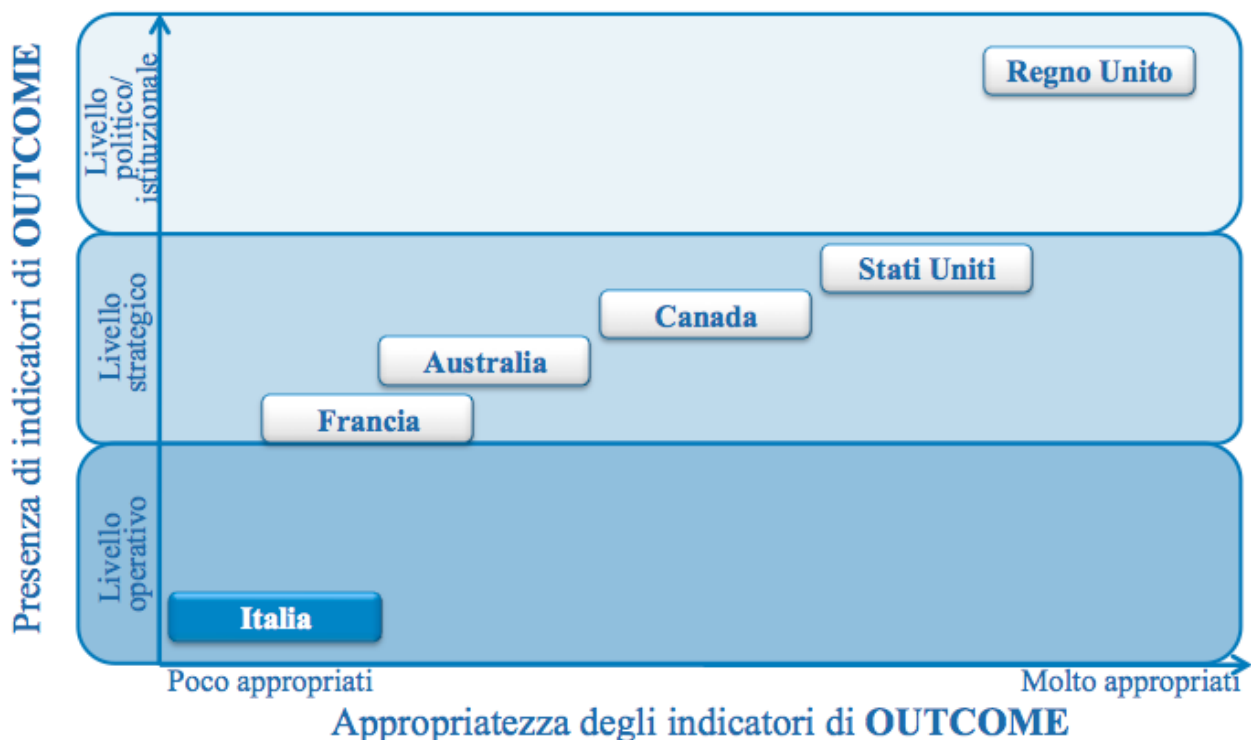 Presenza di indicatori di OUTCOME
Livello
politico/
istituzionale
Regno Unito
Livello
strategico
Stati Uniti
Canada
Australia
Francia
Livello
operativo
Italia
Poco appropriati
Molto appropriati
Appropriatezza degli indicatori di OUTCOME